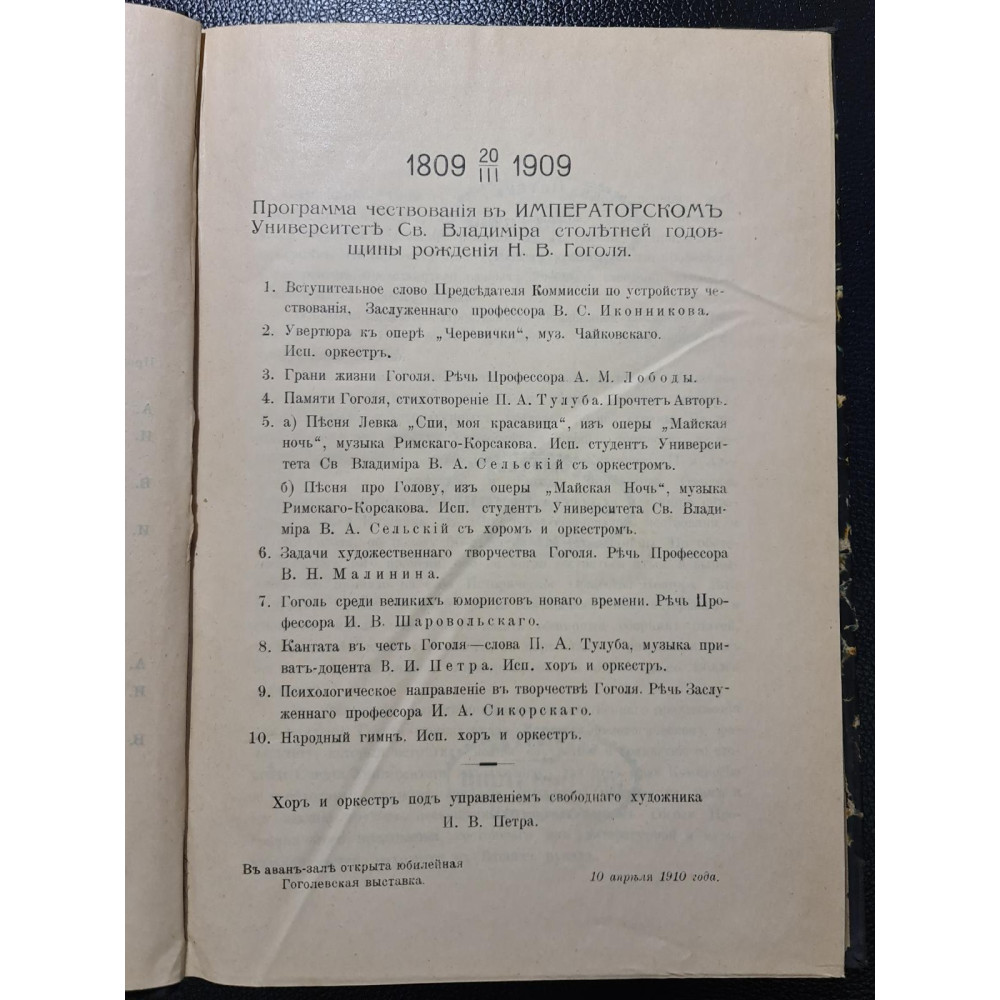 1809 20/III 1909
Программа чествованія въ ИМПЕРАТОРСКОМЪ
Университетѣ Св. Владиміра столѣтней годов-
щины рожденія Н. В. Гоголя.
1. Вступительное слово Предсѣдателя Коммиссіи по устройству че-
ствованія, Заслуженнаго профессора В. С. Иконникова.
2. Увертюра къ оперѣ „Черевички“, муз. Чайковскаго.
Исп. оркестръ.
3. Грани жизни Гоголя. Рѣчь Профессора А. М. Лободы.
4. Памяти Гоголя, стихотвореніе П. А. Тулуба. Прочтетъ Авторъ.
5. а) Пѣсня Левка „Спи, моя красавица“, изъ оперы „Майская
ночь“, музыка Римскаго-Корсакова. Исп. студентъ Универси-
тета Св Владиміра В. А. Сельскій съ оркестромъ.
б) Пѣсня про Голову, изъ оперы „Майская Ночь“, музыка
Римскаго-Корсакова. Исп. студентъ Университета Св. Влади-
міра В. А. Сельскій съ хоромъ и оркестромъ.
6. Задачи художественнаго творчества Гоголя. Рѣчь Профессора
В. Н. Малинина.
7. Гоголь среди великихъ юмористовъ новаго времени. Рѣчь Про-
фессора И. В. Шаровольскаго.
8. Кантата въ честь Гоголя—слова П. А. Тулуба, музыка при-
ватъ-доцента В. И. Петра. Исп. хоръ и оркестръ.
9. Психологическое направленіе въ творчествѣ Гоголя. Рѣчь Заслу-
женнаго профессора И. А. Сикорскаго.
10. Народный гимнъ. Исп. хоръ и оркестръ.
Хоръ и оркестръ подъ управленіемъ свободнаго художника
И. В. Петра.
Въ аванъ-залѣ открыта юбилейная
Гоголевская выставка.
10 апрѣля 1910 года.